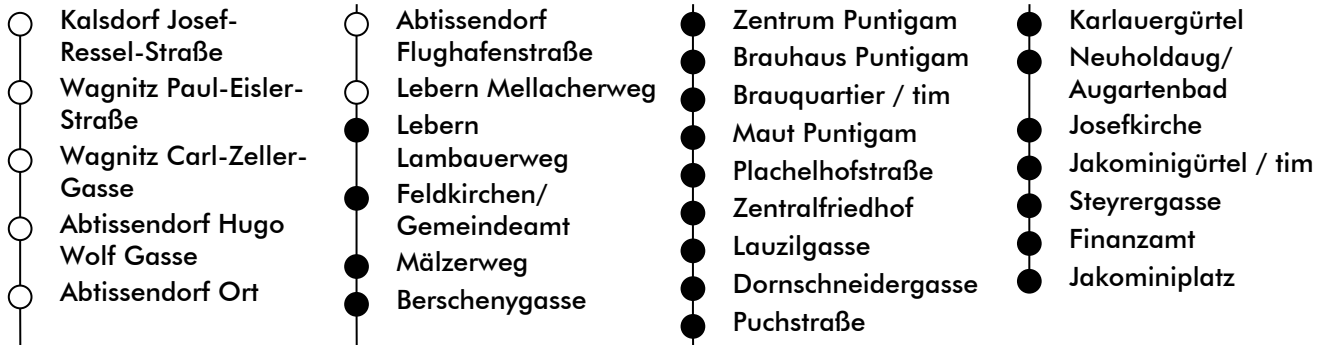 Kalsdorf Josef-
Ressel-Straße
Wagnitz Paul-Eisler-
Straße
Wagnitz Carl-Zeller-
Gasse
Abtissendorf Hugo
Wolf Gasse
Abtissendorf Ort
Abtissendorf
Flughafenstraße
Lebern Mellacherweg
Lebern
Lambauerweg
Feldkirchen/
Gemeindeamt
Mälzerweg
Berschenygasse
Zentrum Puntigam
Brauhaus Puntigam
Brauquartier / tim
Maut Puntigam
Plachelhofstraße
Zentralfriedhof
Lauzilgasse
Dornschneidergasse
Puchstraße
Karlauergürtel
Neuholdaug/
Augartenbad
Josefkirche
Jakominigürtel / tim
Steyrergasse
Finanzamt
Jakominiplatz